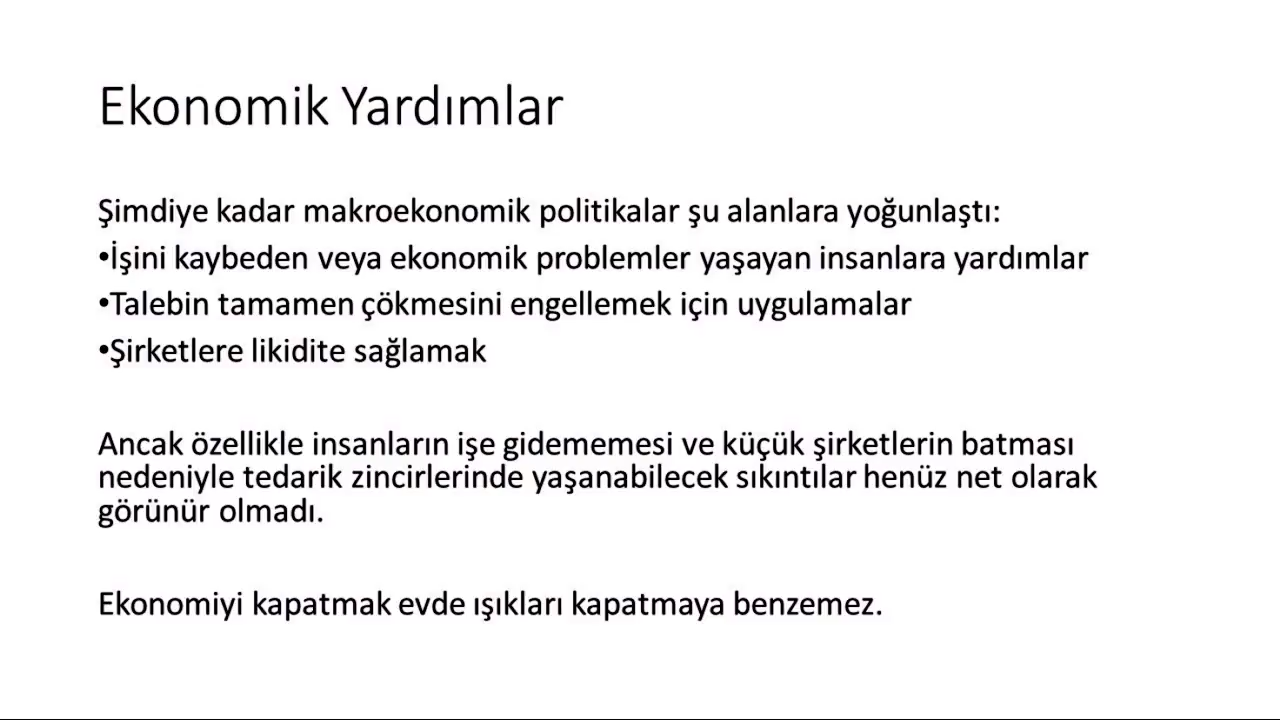 Ekonomik Yardımlar
Şimdiye kadar makroekonomik politikalar şu alanlara yoğunlaştı:
•İşini kaybeden veya ekonomik problemler yaşayan insanlara yardımlar
•Talebin tamamen çökmesini engellemek için uygulamalar
•Şirketlere likidite sağlamak
Ancak özellikle insanların işe gidememesi ve küçük şirketlerin batması
nedeniyle tedarik zincirlerinde yaşanabilecek sıkıntılar henüz net olarak
görünür olmadı.
Ekonomiyi kapatmak evde ışıkları kapatmaya benzemez.